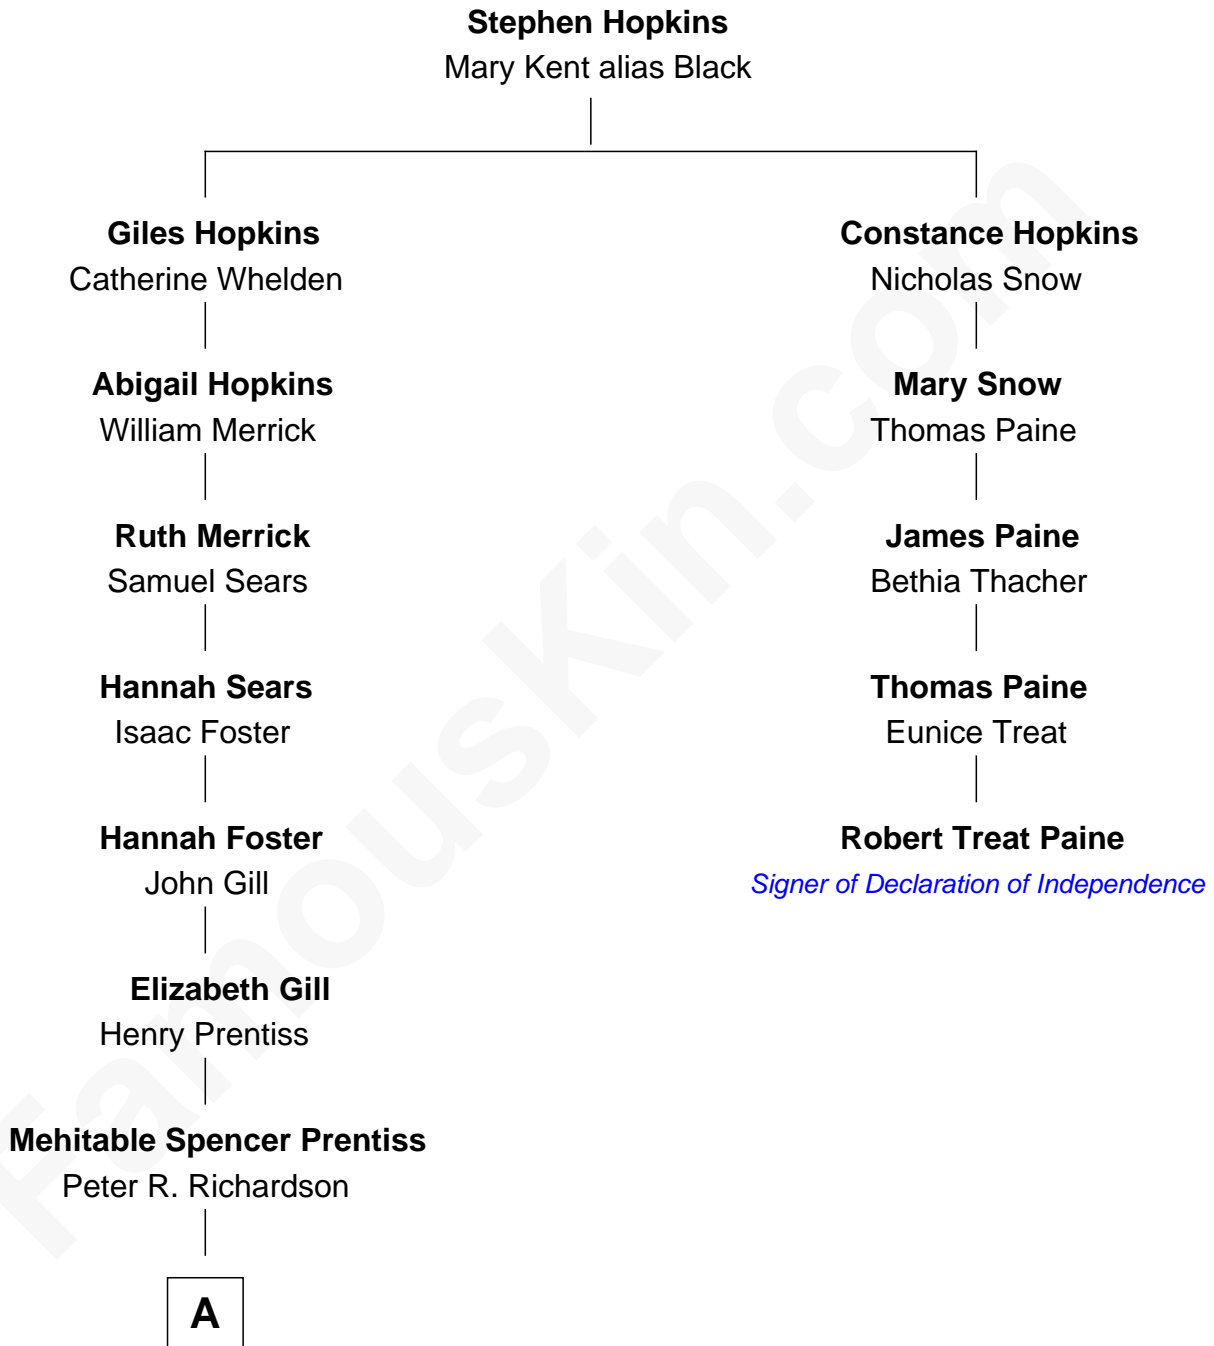 Stephen Hopkins
Mary Kent alias Black
Giles Hopkins
Catherine Whelden
Constance Hopkins
Nicholas Snow
Abigail Hopkins
William Merrick
Mary Snow
Thomas Paine
Ruth Merrick
Samuel Sears
James Paine
Bethia Thacher
Hannah Sears
Isaac Foster
Thomas Paine
Eunice Treat
Hannah Foster
John Gill
Robert Treat Paine
Signer of Declaration of Independence
Elizabeth Gill
Henry Prentiss
Mehitable Spencer Prentiss
Peter R. Richardson
A
FamousKin.com